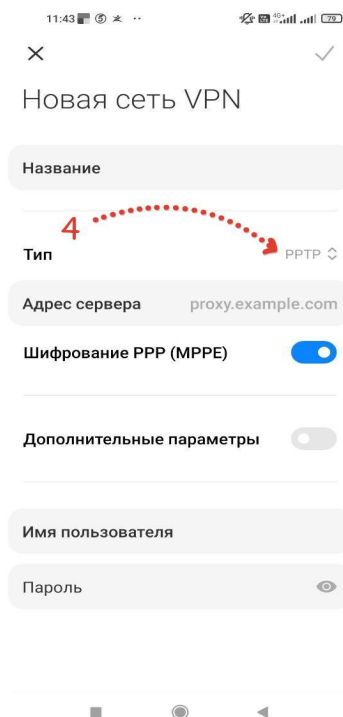 11:43
4G+
79
Новая сеть VPN
Название
4
Тип PPTP
Адрес сервера proxy.example.com
Шифрование PPP (MPPE)
Дополнительные параметры
Имя пользователя
Пароль